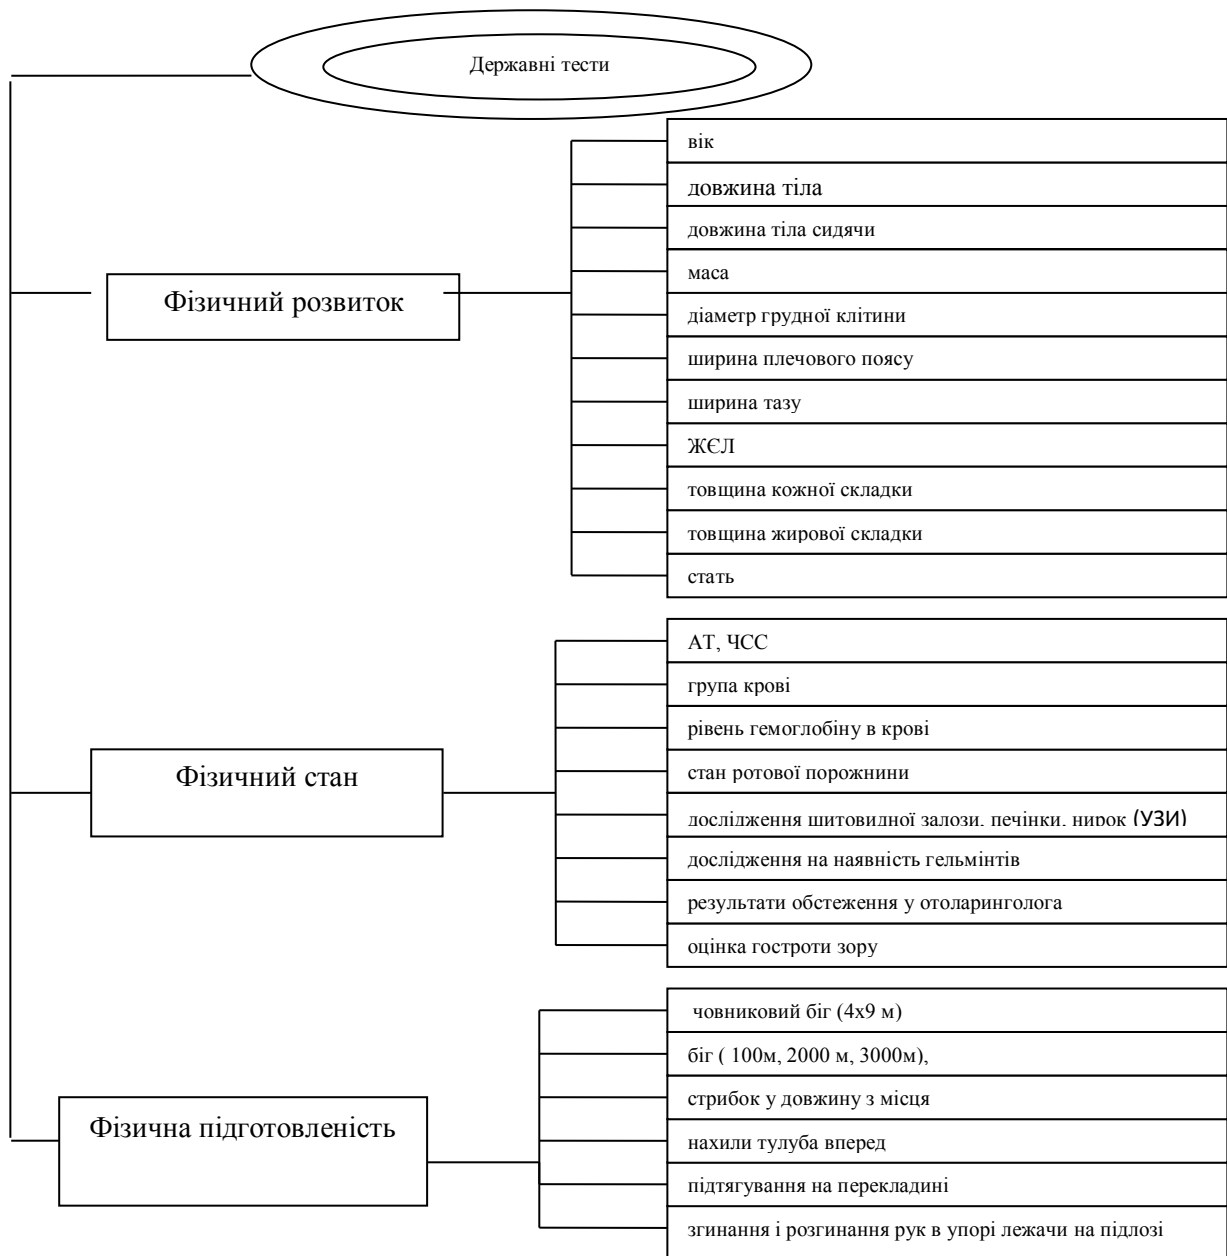 Державні тести
Фізичний розвиток
вік
довжина тіла
довжина тіла сидячи
маса
діаметр грудної клітини
ширина плечового поясу
ширина тазу
ЖЄЛ
товщина кожної складки
товщина жирової складки
стать
Фізичний стан
АТ, ЧСС
група крові
рівень гемоглобіну в крові
стан ротової порожнини
дослідження щитовидної залози, печінки, нирок (УЗИ)
дослідження на наявність гельмінтів
результати обстеження у отоларинголога
оцінка гостроти зору
Фізична підготовленість
човниковий біг (4х9 м)
біг ( 100м, 2000 м, 3000м),
стрибок у довжину з місця
нахили тулуба вперед
підтягування на перекладині
згинання і розгинання рук в упорі лежачи на підлозі